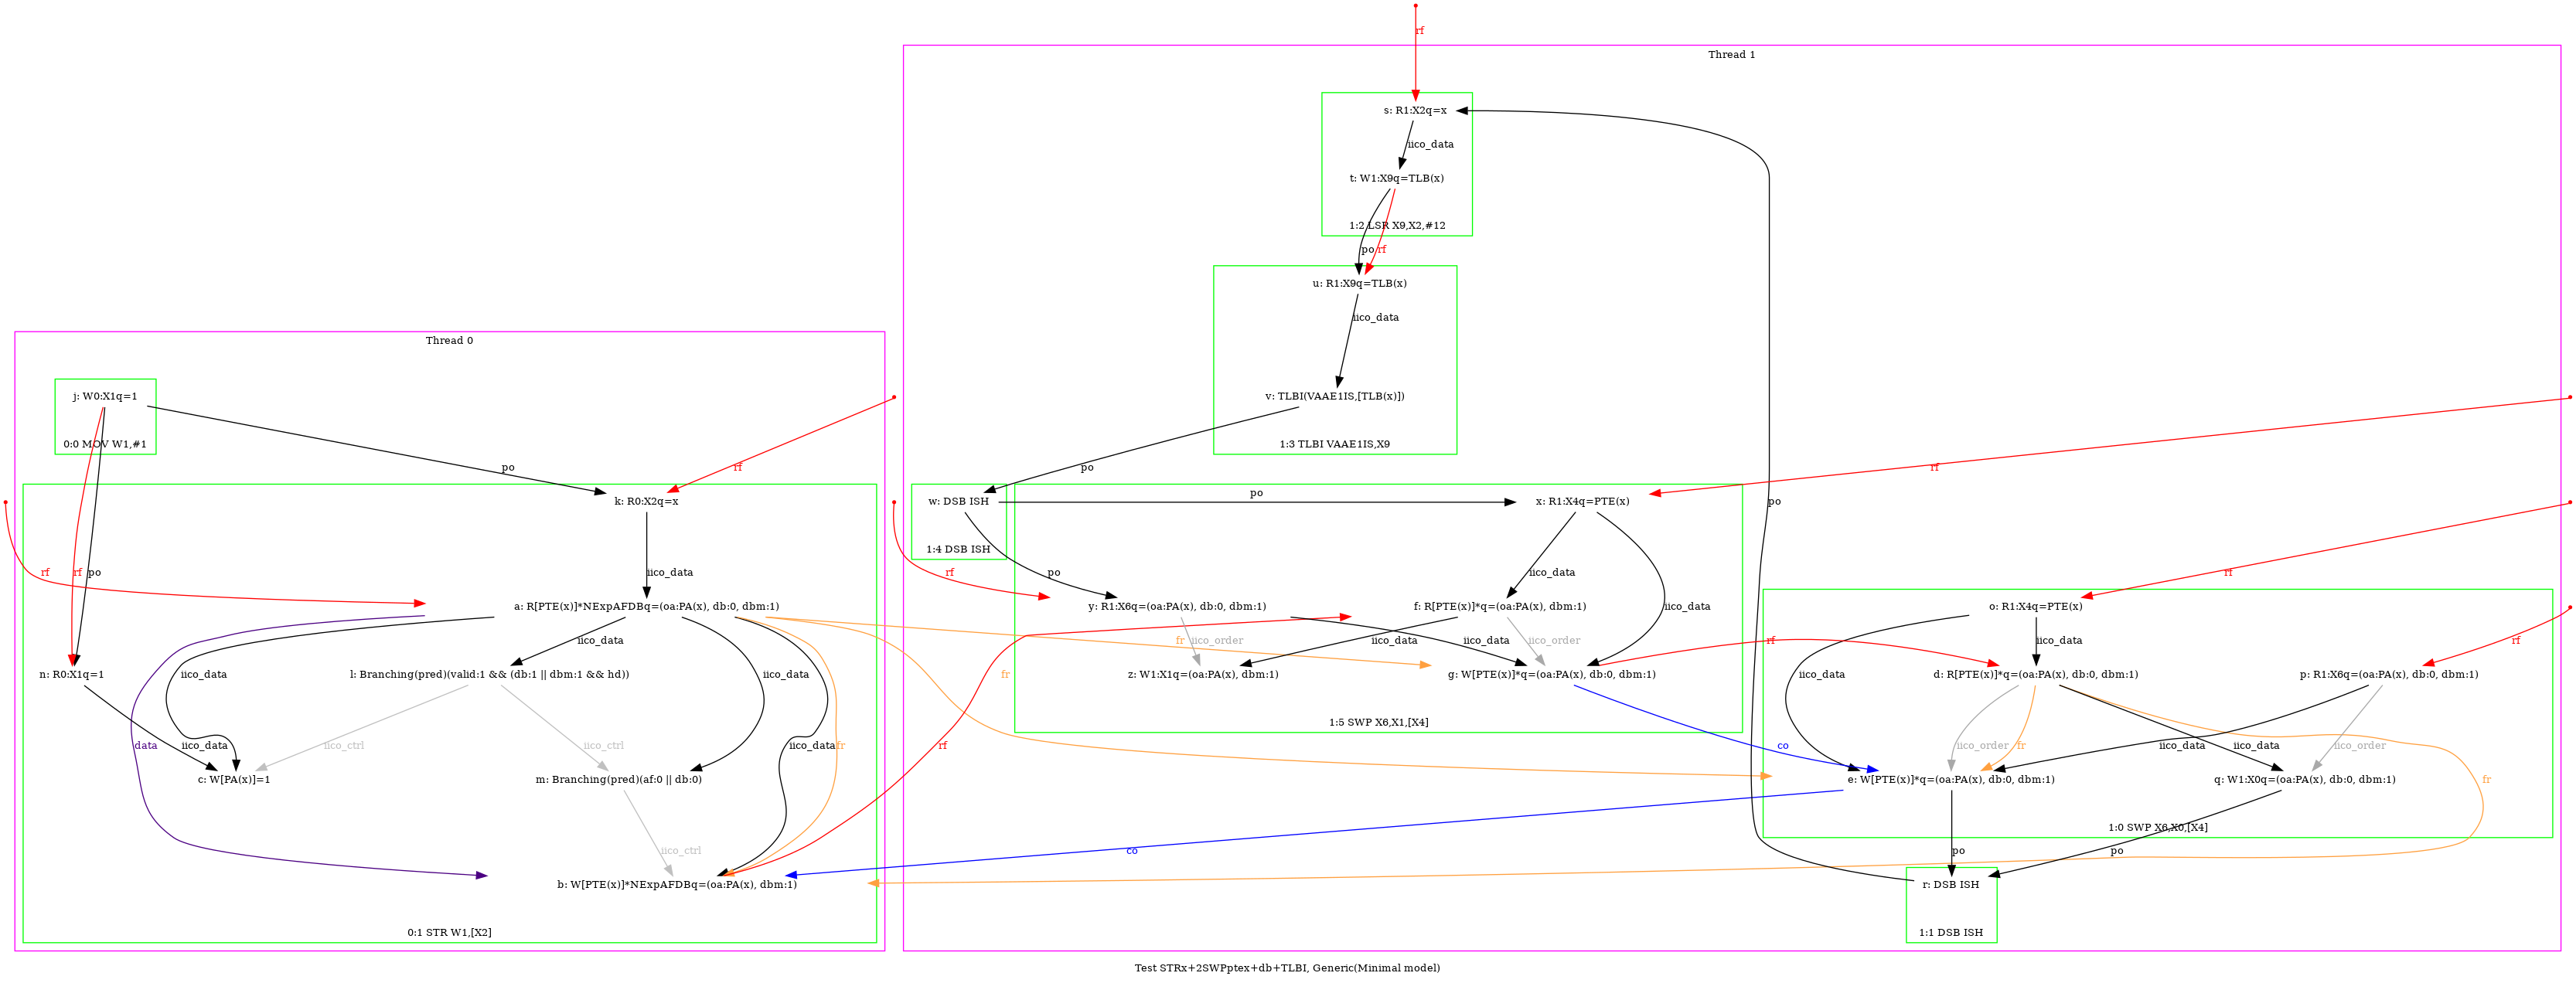 rf
Thread 1
s: R1:X2q=x
iico_data
t: W1:X9q=TLB(x)
1:2 LSR X9,X2,#12
po
rf
u: R1:X9q=TLB(x)
iico_data
Thread 0
j: W0:X1q=1
v: TLBI(VAAE1IS,[TLB(x)])
0:0 MOV W1,#1
1:3 TLBI VAAE1IS,X9
po
rf
po
rf
po
k: R0:X2q=x
w: DSB ISH
x: R1:X4q=PTE(x)
po
1:4 DSB ISH
rf
rf
po
iico_data
rf
po
iico_data
rf
a: R[PTE(x)]*NExpAFDBq=(oa:PA(x), db:0, dbm:1)
y: R1:X6q=(oa:PA(x), db:0, dbm:1)
f: R[PTE(x)]*q=(oa:PA(x), dbm:1)
iico_data
o: R1:X4q=PTE(x)
iico_data
fr
iico_order
iico_data
iico_data
iico_order
rf
iico_data
rf
n: R0:X1q=1
iico_data
l: Branching(pred)(valid:1 && (db:1 || dbm:1 && hd))
iico_data
fr
z: W1:X1q=(oa:PA(x), dbm:1)
g: W[PTE(x)]*q=(oa:PA(x), db:0, dbm:1)
iico_data
d: R[PTE(x)]*q=(oa:PA(x), db:0, dbm:1)
p: R1:X6q=(oa:PA(x), db:0, dbm:1)
1:5 SWP X6,X1,[X4]
data
iico_data
iico_ctrl
iico_ctrl
iico_data
fr
rf
co
iico_order
fr
iico_data
iico_data
iico_order
c: W[PA(x)]=1
m: Branching(pred)(af:0 || db:0)
e: W[PTE(x)]*q=(oa:PA(x), db:0, dbm:1)
q: W1:X0q=(oa:PA(x), db:0, dbm:1)
fr
1:0 SWP X6,X0,[X4]
iico_ctrl
co
po
po
b: W[PTE(x)]*NExpAFDBq=(oa:PA(x), dbm:1)
r: DSB ISH
0:1 STR W1,[X2]
1:1 DSB ISH
Test STRx+2SWPptex+db+TLBI, Generic(Minimal model)